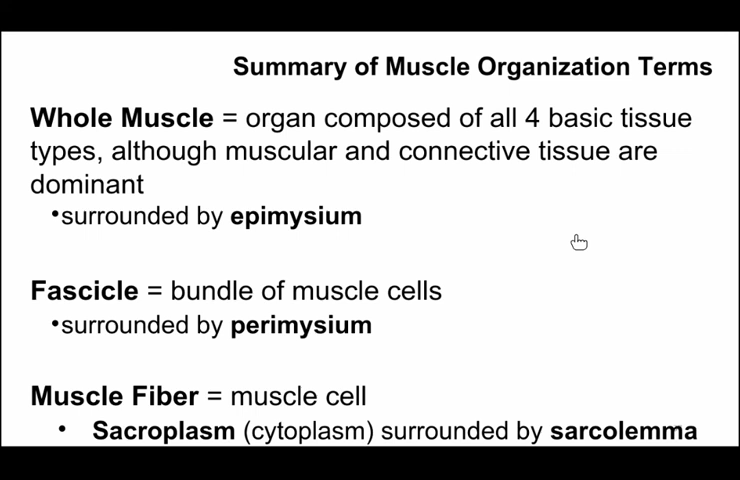 Summary of Muscle Organization Terms
Whole Muscle = organ composed of all 4 basic tissue
types, although muscular and connective tissue are
dominant
•surrounded by epimysium
Fascicle = bundle of muscle cells
•surrounded by perimysium
Muscle Fiber = muscle cell
• Sacroplasm (cytoplasm) surrounded by sarcolemma